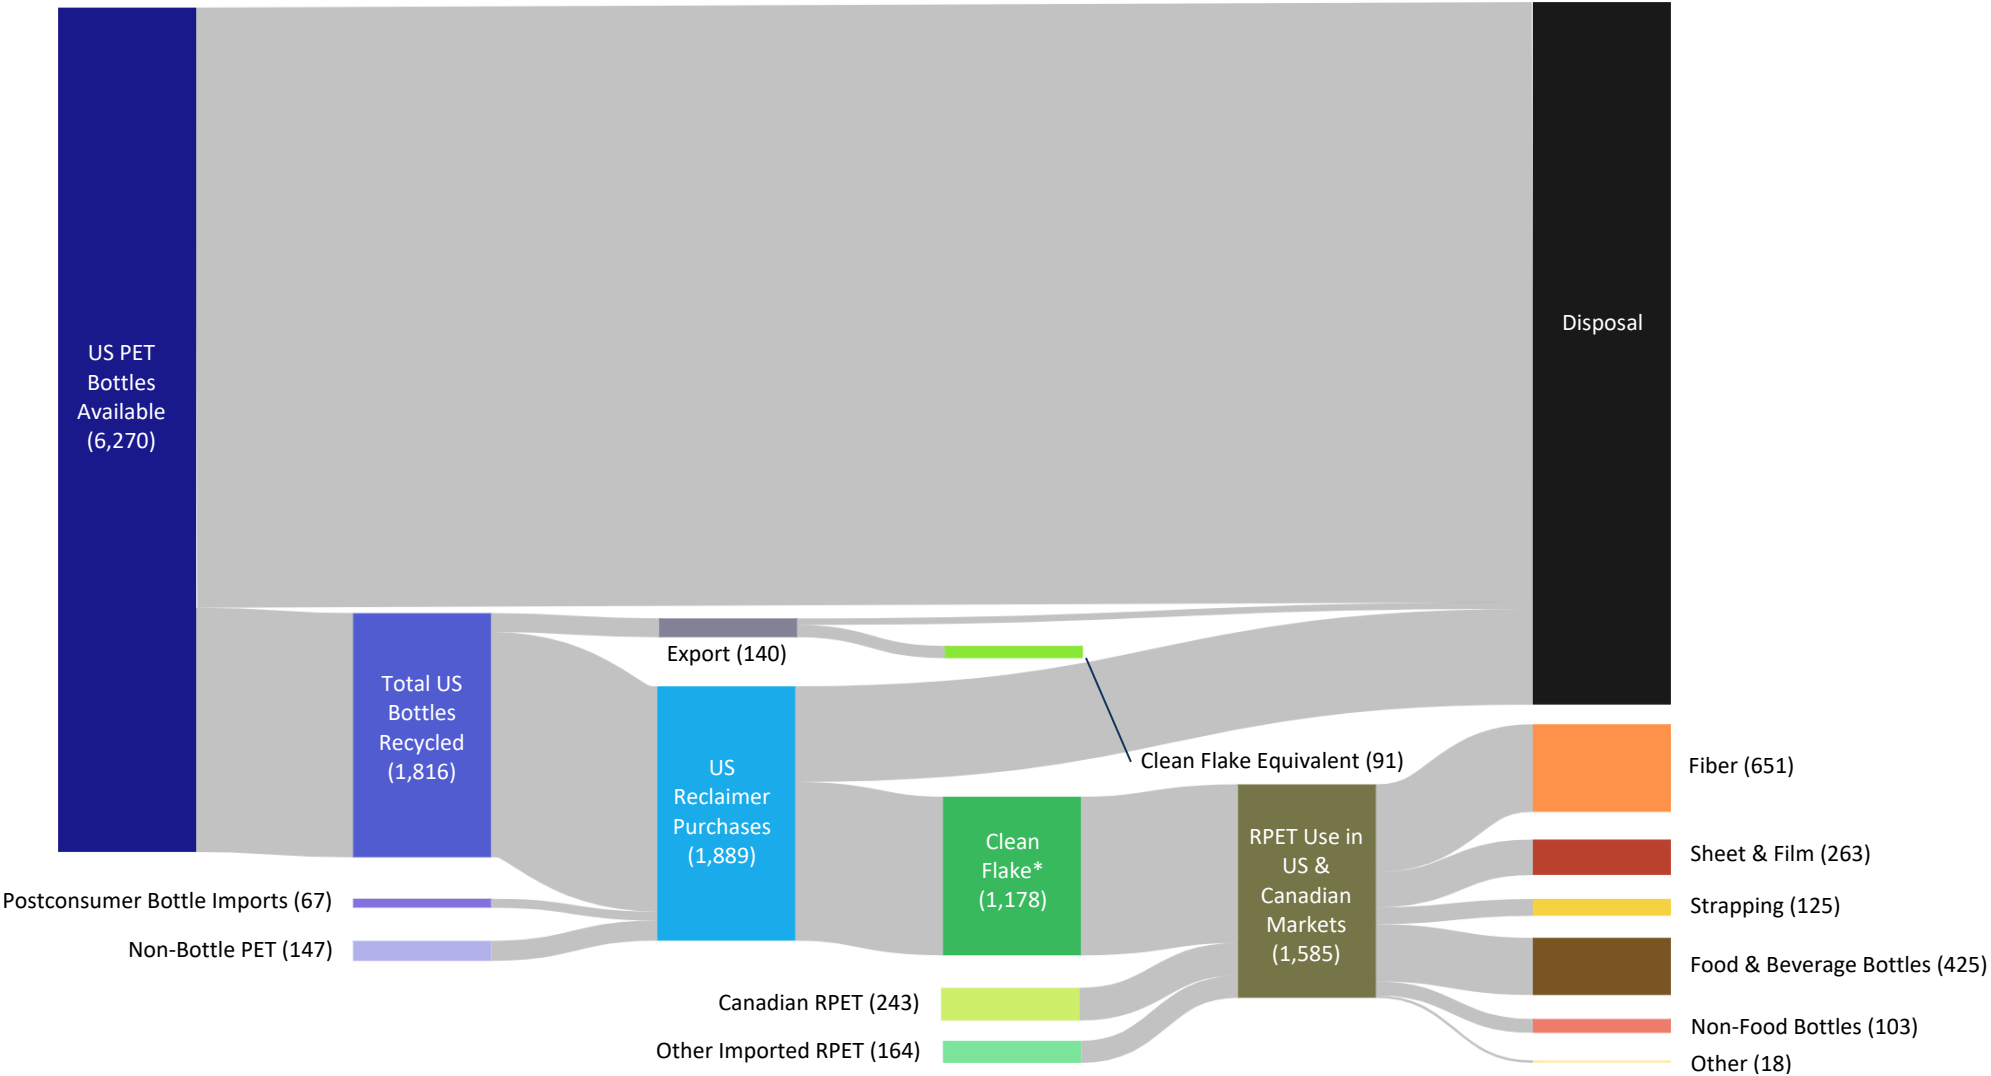 US PET
Bottles
Available
(6,270)
Disposal
Total US
Bottles
Recycled
(1,816)
Export (140)
US
Reclaimer
Purchases
(1,889)
Clean Flake Equivalent (91)
Fiber (651)
Clean
Flake*
(1,178)
RPET Use in
US &
Canadian
Markets
(1,585)
Sheet & Film (263)
Postconsumer Bottle Imports (67)
Strapping (125)
Non-Bottle PET (147)
Food & Beverage Bottles (425)
Canadian RPET (243)
Non-Food Bottles (103)
Other Imported RPET (164)
Other (18)